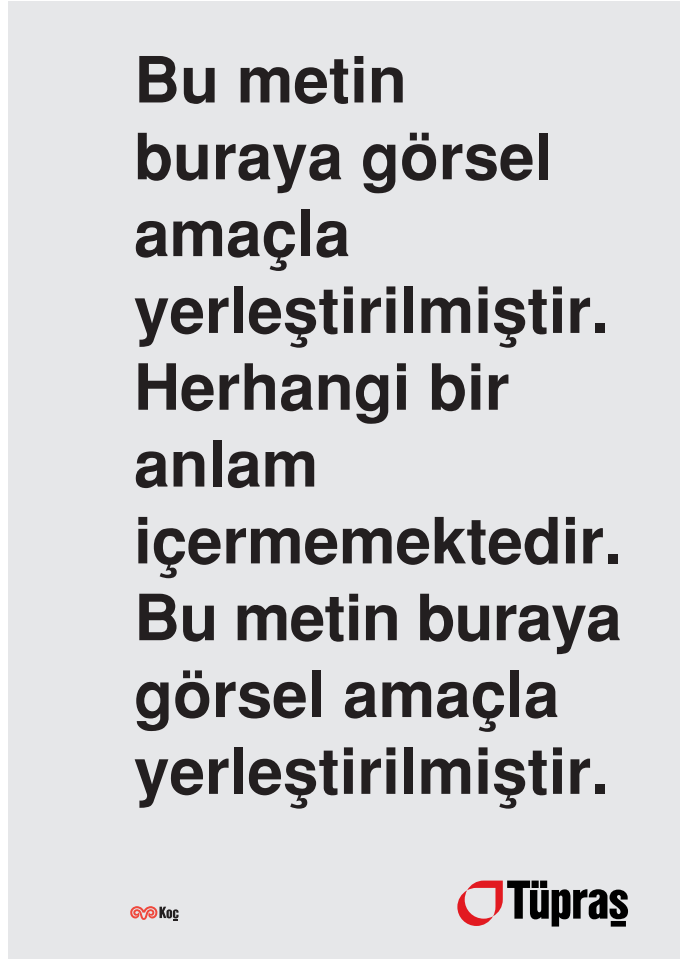 Bu metin
buraya görsel
amaçla
yerleştirilmiştir.
Herhangi bir
anlam
içermemektedir.
Bu metin buraya
görsel amaçla
yerleştirilmiştir.
Koç
Tüpraş